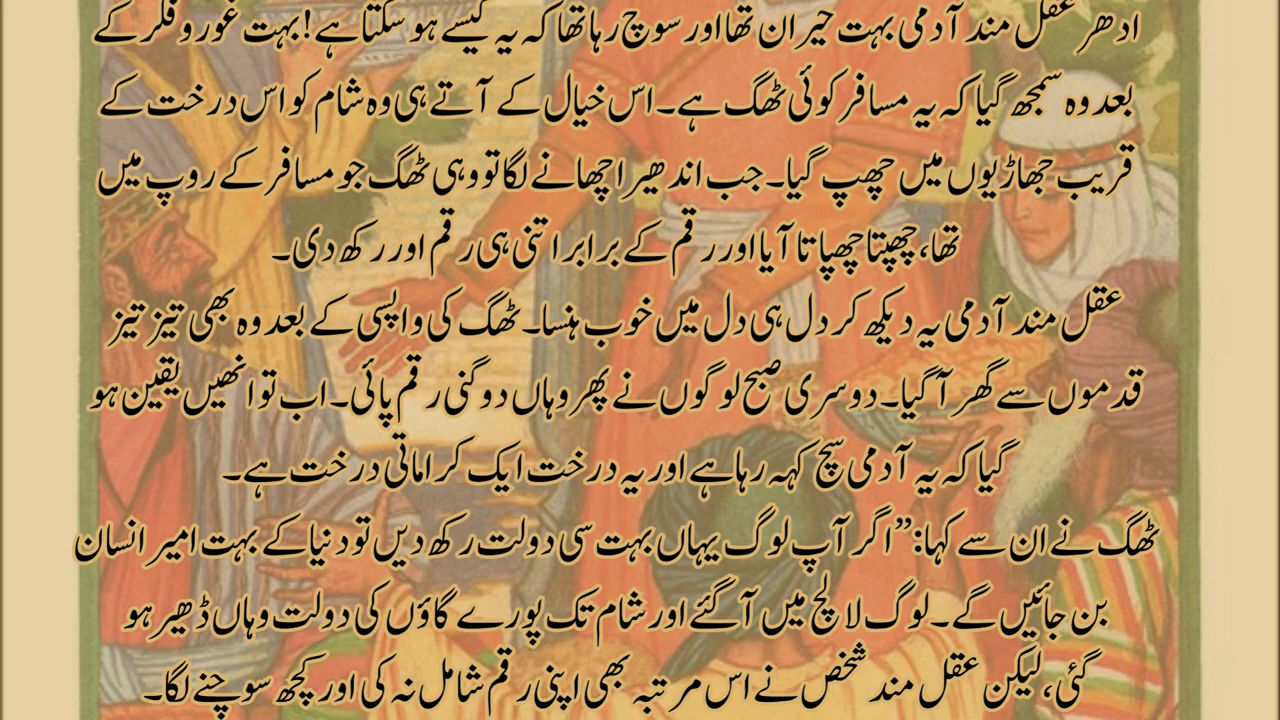 ادھر عقل مند آدمی بہت حیران تھا اور سوچ رہا تھا کہ یہ کیسے ہو سکتا ہے! بہت غور و فکر کے
بعد وہ سمجھ گیا کہ یہ مسافر کوئی ٹھگ ہے۔ اس خیال کے آتے ہی وہ شام کو اس درخت کے
قریب جھاڑیوں میں چھپ گیا۔ جب اندھیرا چھانے لگا تو وہی ٹھگ جو مسافر کے روپ میں
تھا، چھپتا چھپاتا آیا اور رقم کے برابر اتنی ہی رقم اور رکھ دی۔
عقل مند آدمی یہ دیکھ کر دل ہی دل میں خوب ہنسا۔ ٹھگ کی واپسی کے بعد وہ بھی تیز تیز
قدموں سے گھر آ گیا۔ دوسری صبح لوگوں نے پھر وہاں دوگنی رقم پائی۔ اب تو انھیں یقین ہو
گیا کہ یہ آدمی سچ کہہ رہا ہے اور یہ درخت ایک کراماتی درخت ہے۔
ٹھگ نے ان سے کہا: ”اگر آپ لوگ یہاں بہت سی دولت رکھ دیں تو دنیا کے بہت امیر انسان
بن جائیں گے۔ لوگ لالچ میں آ گئے اور شام تک پورے گاؤں کی دولت وہاں ڈھیر ہو
گئی، لیکن عقل مند شخص نے اس مرتبہ بھی اپنی رقم شامل نہ کی اور کچھ سوچنے لگا۔